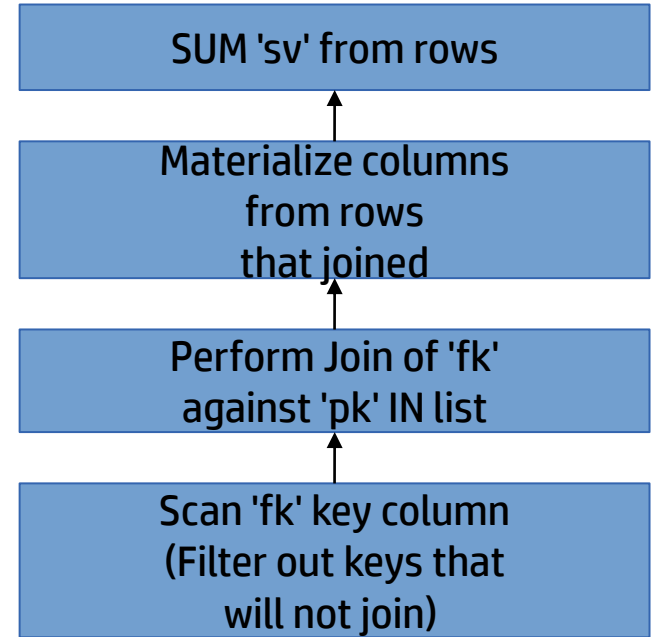 SUM 'sv' from rows
Materialize columns
from rows
that joined
Perform Join of 'fk'
against 'pk' IN list
Scan 'fk' key column
(Filter out keys that
will not join)